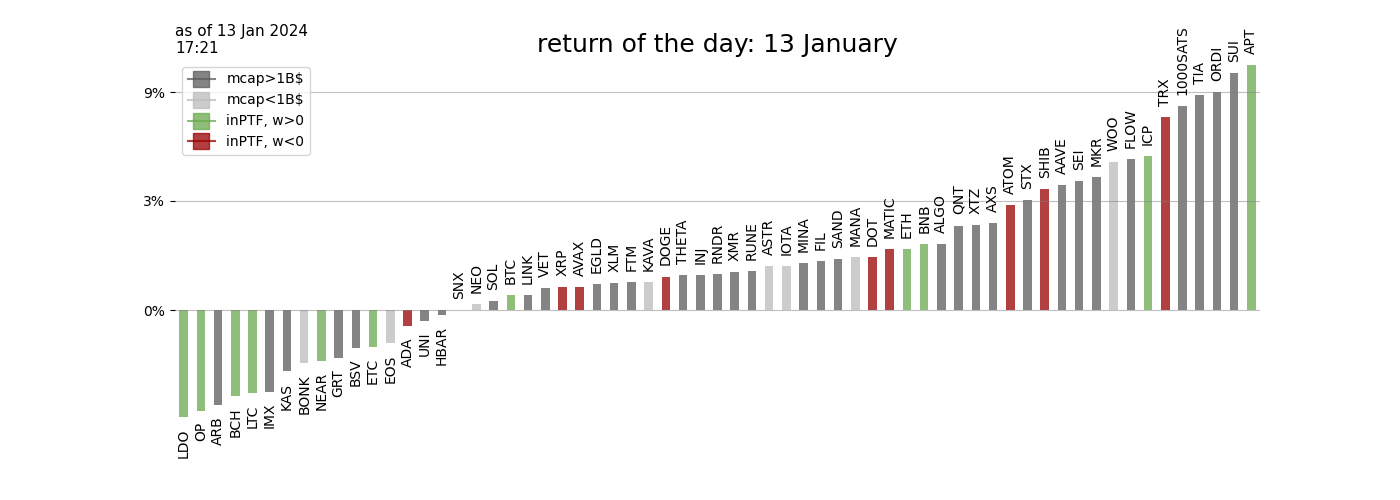 as of 13 Jan 2024
17:21
return of the day: 13 January
mcap>1B$
mcap<1B$
inPTF, w>0
inPTF, w<0
9%
3%
0%
LDO
OP
ARB
BCH
LTC
IMX
KAS
BONK
NEAR
GRT
BSV
ETC
EOS
ADA
UNI
HBAR
SNX
NEO
SOL
BTC
LINK
VET
XRP
AVAX
EGLD
XLM
FTM
KAVA
DOGE
THETA
INJ
RNDR
XMR
RUNE
ASTR
IOTA
MINA
FIL
SAND
MANA
DOT
MATIC
ETH
BNB
ALGO
QNT
XTZ
AXS
ATOM
STX
SHIB
AAVE
SEI
MKR
WOO
FLOW
ICP
TRX
1000SATS
TIA
ORDI
SUI
APT